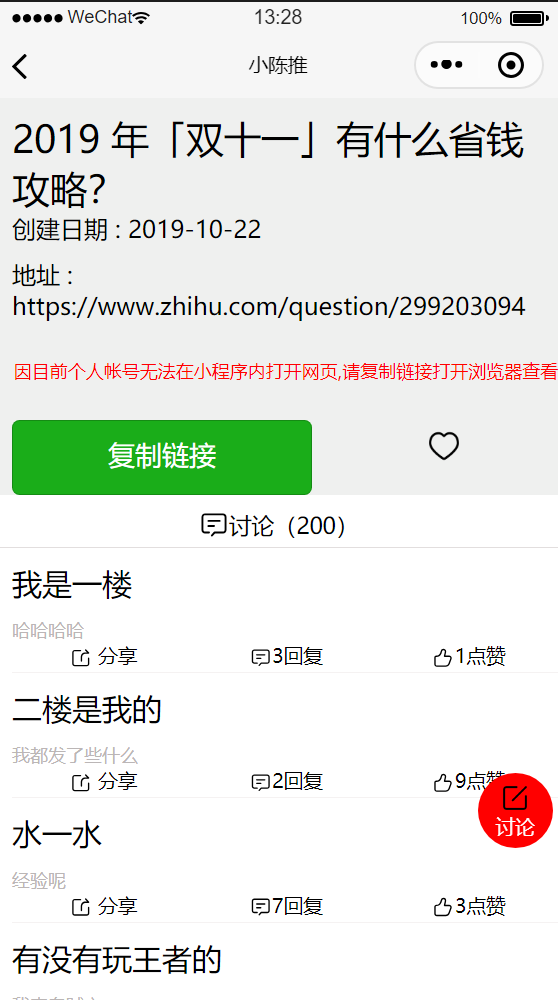 WeChat 13:28 100%
小陈推
2019 年「双十一」有什么省钱
攻略？
创建日期 : 2019-10-22
地址 :
https://www.zhihu.com/question/299203094
因目前个人帐号无法在小程序内打开网页,请复制链接打开浏览器查看
复制链接
讨论（200）
我是一楼
哈哈哈哈
分享 3回复 1点赞
二楼是我的
我都发了些什么
分享 2回复 9点赞
讨论
水一水
经验呢
分享 7回复 3点赞
有没有玩王者的